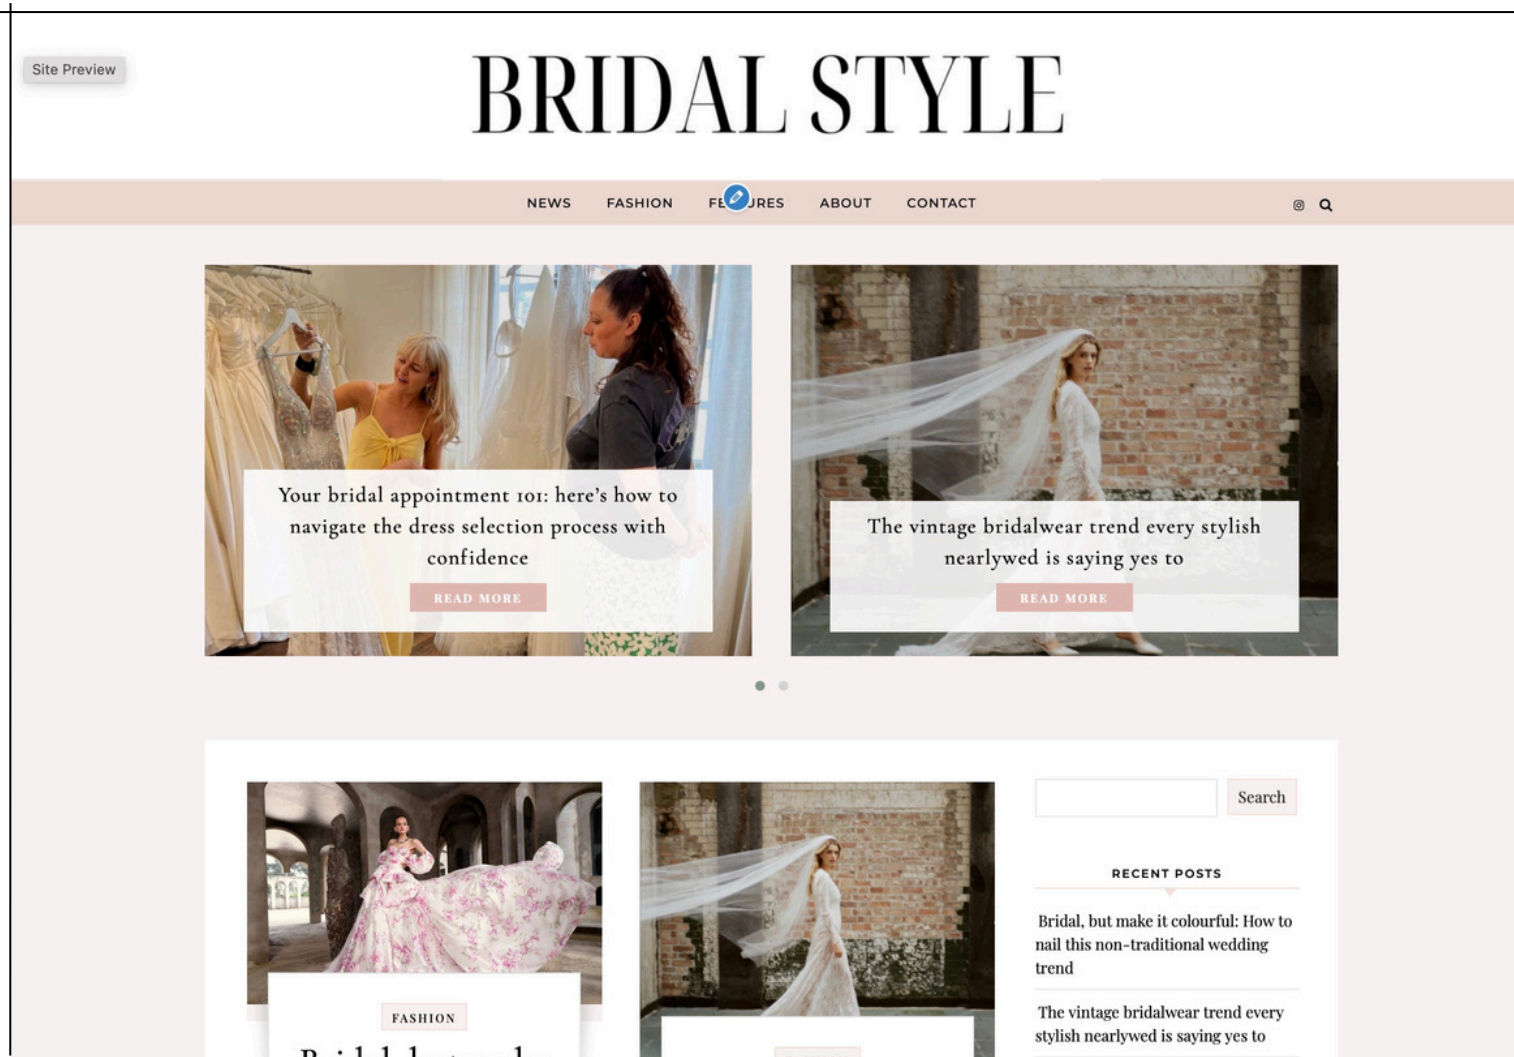 Site Preview
BRIDAL STYLE
NEWS FASHION ABOUT CONTACT
Your bridal appointment 101: here's how to
navigate the dress selection process with
confidence
READ MORE
The vintage bridalwear trend every stylish
nearlywed is saying yes to
READ MORE
Search
RECENT POSTS
Bridal, but make it colourful: How to
nail this non-traditional wedding
trend
The vintage bridalwear trend every
stylish nearlywed is saying yes to
FASHION